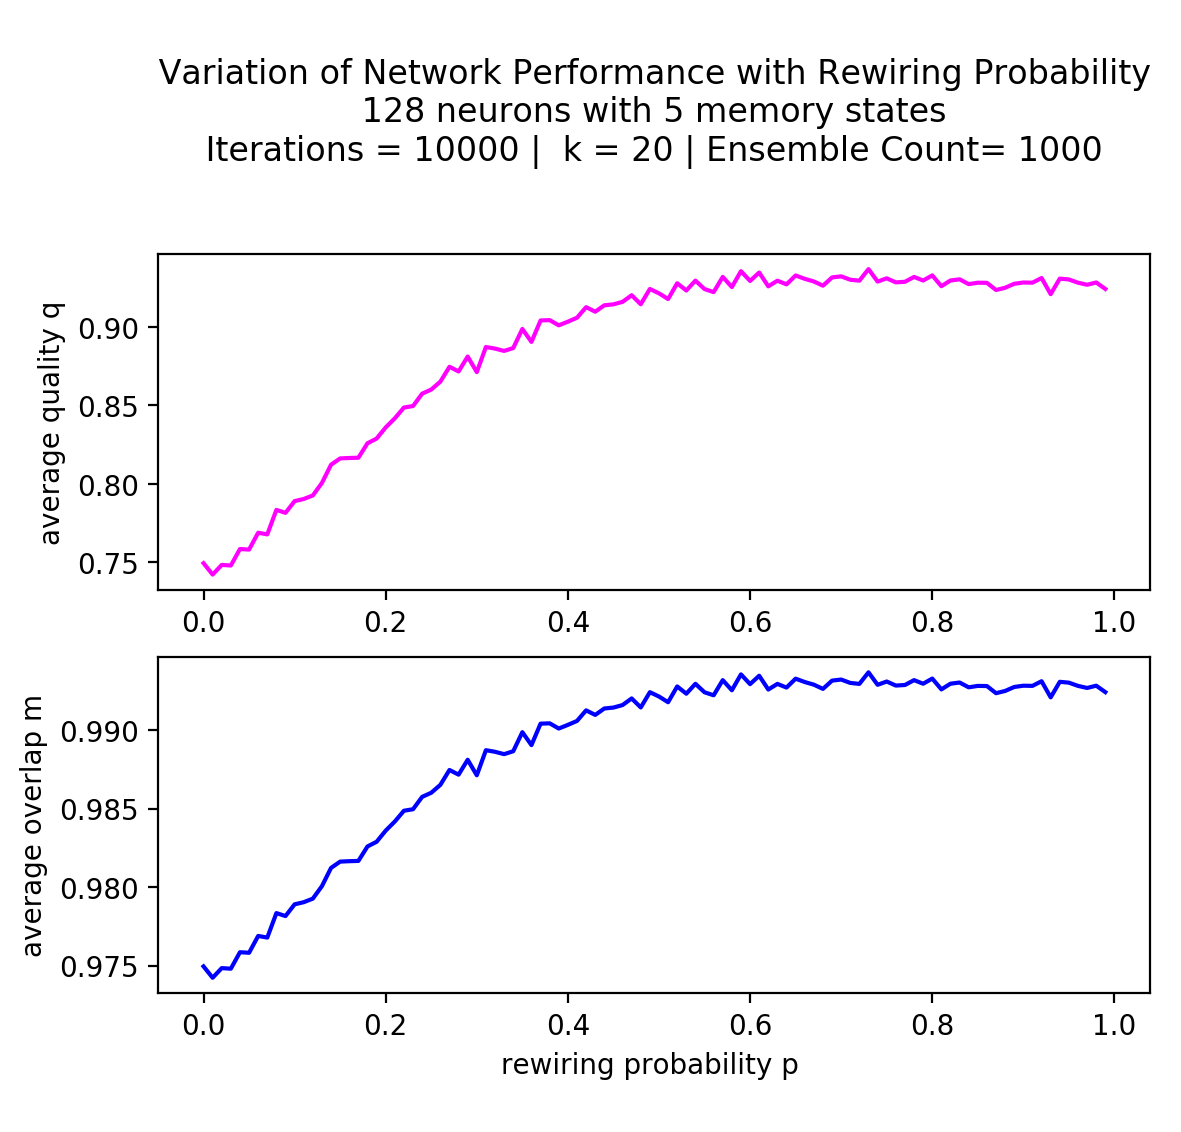 Variation of Network Performance with Rewiring Probability
128 neurons with 5 memory states
Iterations = 10000 |  k = 20 | Ensemble Count= 1000
average quality q
0.90
0.85
0.80
0.75
0.0 0.2 0.4 0.6 0.8 1.0
average overlap m
0.990
0.985
0.980
0.975
0.0 0.2 0.4 0.6 0.8 1.0
rewiring probability p